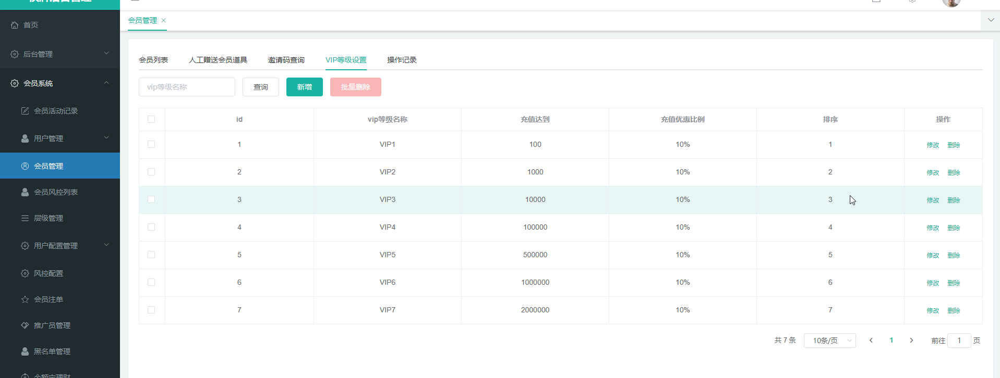 首页
后台管理
会员系统
会员活动记录
用户管理
会员管理
会员风控列表
层级管理
用户配置管理
风控配置
会员注单
推广员管理
黑名单管理
会员管理
会员列表 人工赠送会员道具 邀请码查询 VIP等级设置 操作记录
vip等级名称 查询 新增 批量删除
id vip等级名称 充值达到 充值优惠比例 排序 操作
1 VIP1 100 10% 1 修改 删除
2 VIP2 1000 10% 2 修改 删除
3 VIP3 10000 10% 3 修改 删除
4 VIP4 100000 10% 4 修改 删除
5 VIP5 500000 10% 5 修改 删除
6 VIP6 1000000 10% 6 修改 删除
7 VIP7 2000000 10% 7 修改 删除
共 7 条 10条/页 1 前往 1 页